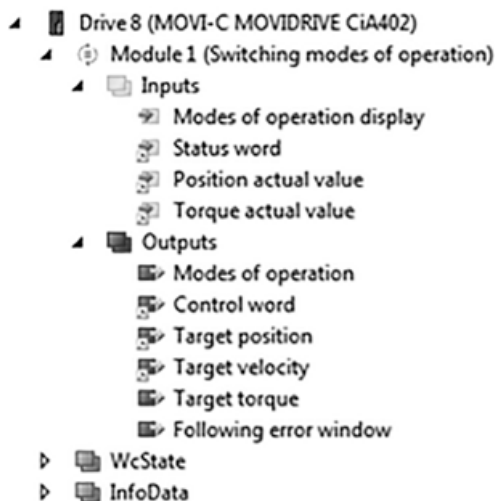 Drive 8 (MOVI-C MOVIDRIVE CiA402)
Module 1 (Switching modes of operation)
Inputs
Modes of operation display
Status word
Position actual value
Torque actual value
Outputs
Modes of operation
Control word
Target position
Target velocity
Target torque
Following error window
WcState
InfoData